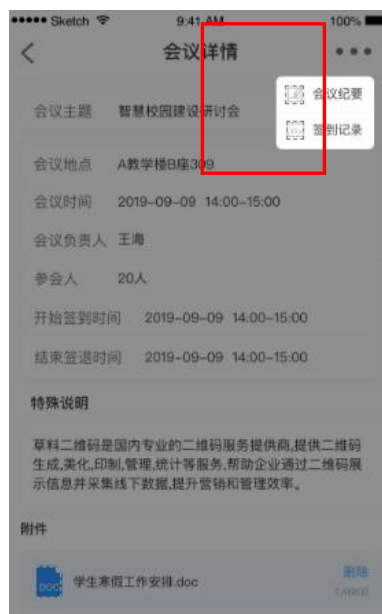 Sketch 9:41 AM 100%
会议详情
会议纪要
签到记录
会议主题 智慧校园建设研讨会
会议地点 A教学楼B座309
会议时间 2019-09-09 14:00-15:00
会议负责人 王海
参会人 20人
开始签到时间 2019-09-09 14:00-15:00
结束签退时间 2019-09-09 14:00-15:00
特殊说明
草料二维码是国内专业的二维码服务提供商,提供二维码
生成,美化,印制,管理,统计等服务,帮助企业通过二维码展
示信息并采集线下数据,提升营销和管理效率。
附件
DOC 学生寒假工作安排.doc 删除
1.46KB